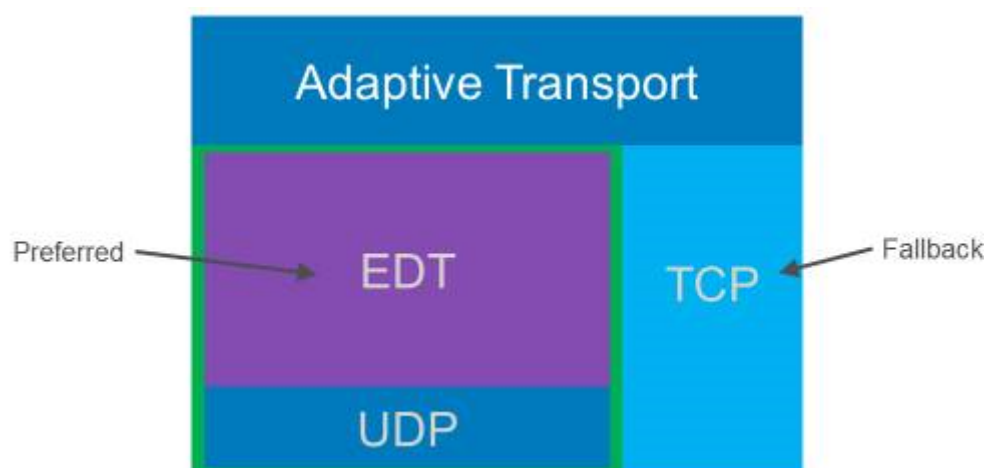 Adaptive Transport
Preferred
EDT
TCP
Fallback
UDP